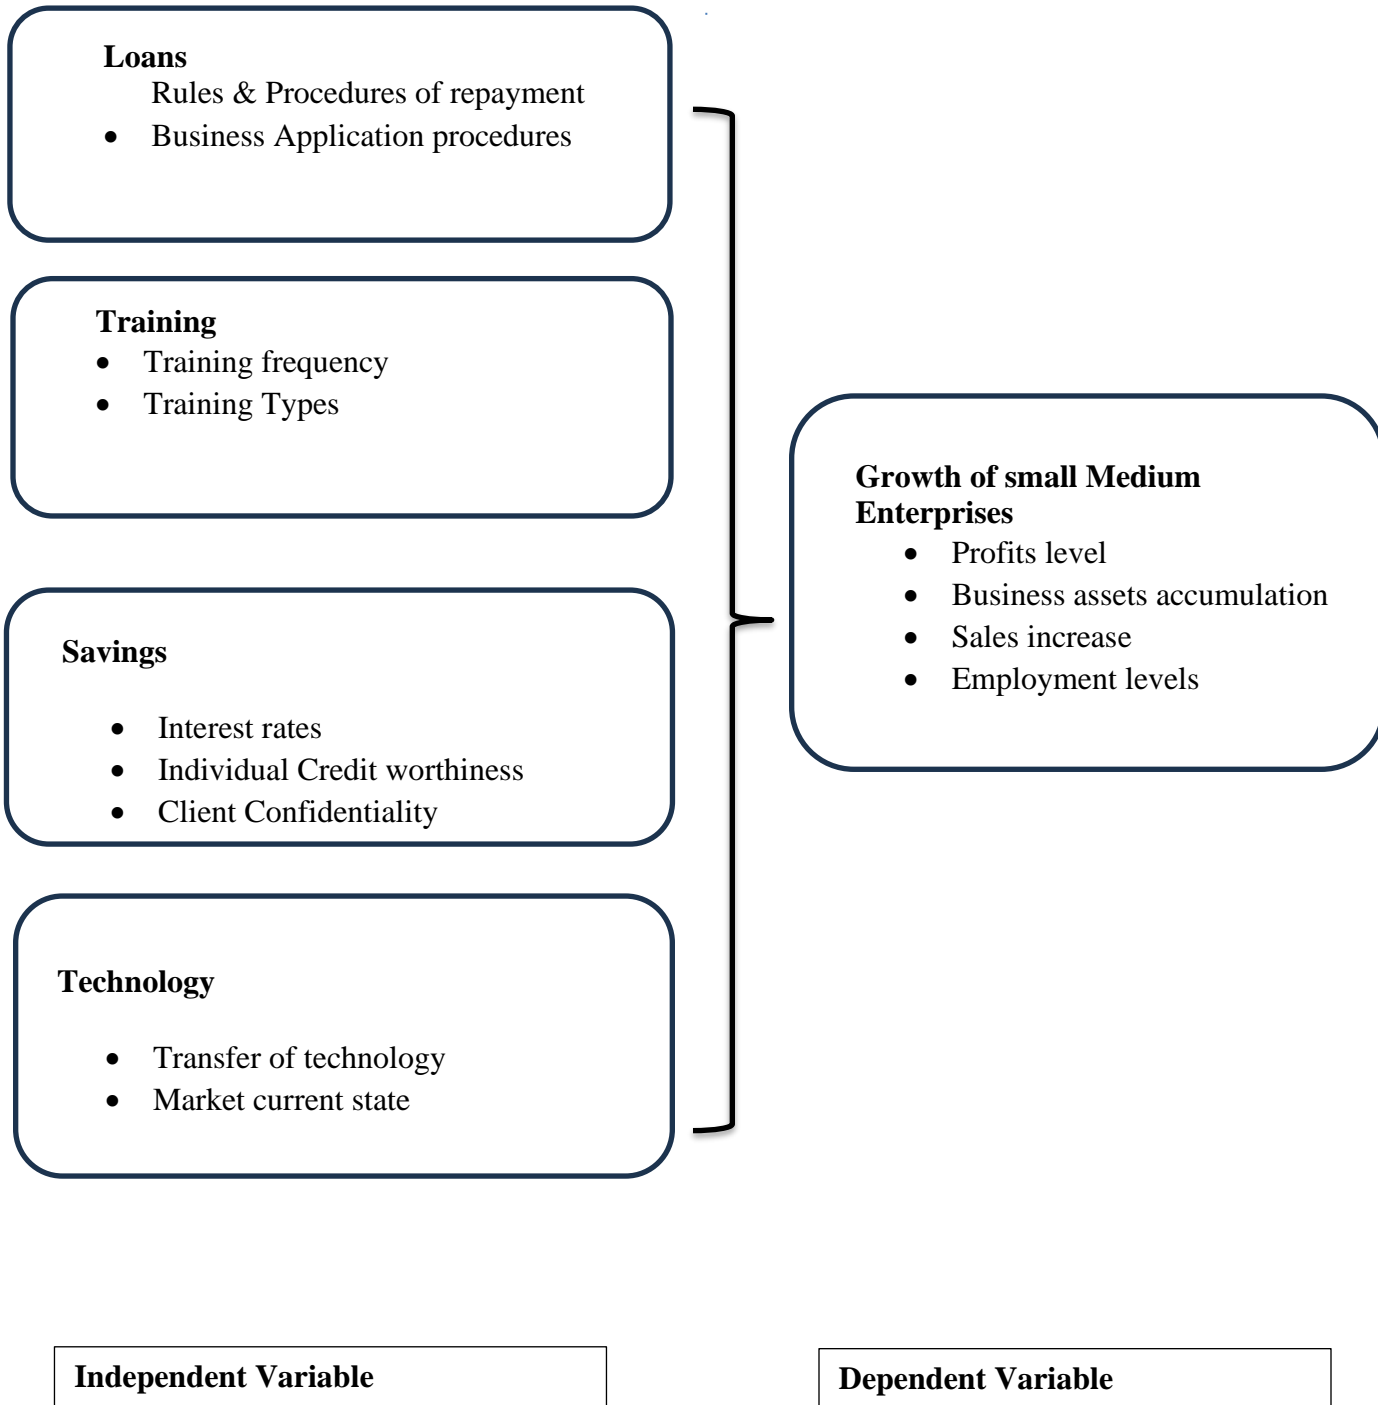 Loans
Rules & Procedures of repayment
• Business Application procedures
Training
• Training frequency
• Training Types
Savings
• Interest rates
• Individual Credit worthiness
• Client Confidentiality
Technology
• Transfer of technology
• Market current state
Growth of small Medium
Enterprises
• Profits level
• Business assets accumulation
• Sales increase
• Employment levels
Independent Variable
Dependent Variable